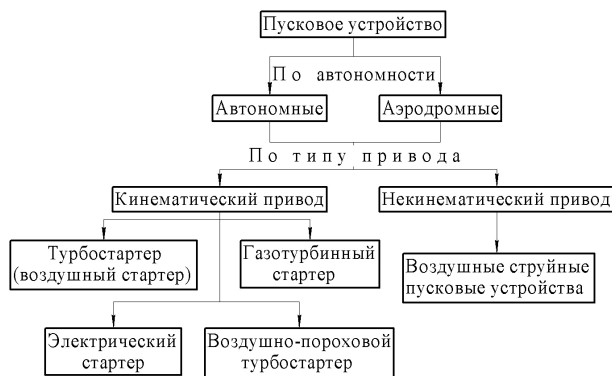 Пусковое устройство
По автономности
Автономные
Аэродромные
По типу привода
Кинематический привод
Некинематический привод
Турбостартер
(воздушный стартер)
Газотурбинный
стартер
Воздушные струйные
пусковые устройства
Электрический
стартер
Воздушно-пороховой
турбостартер